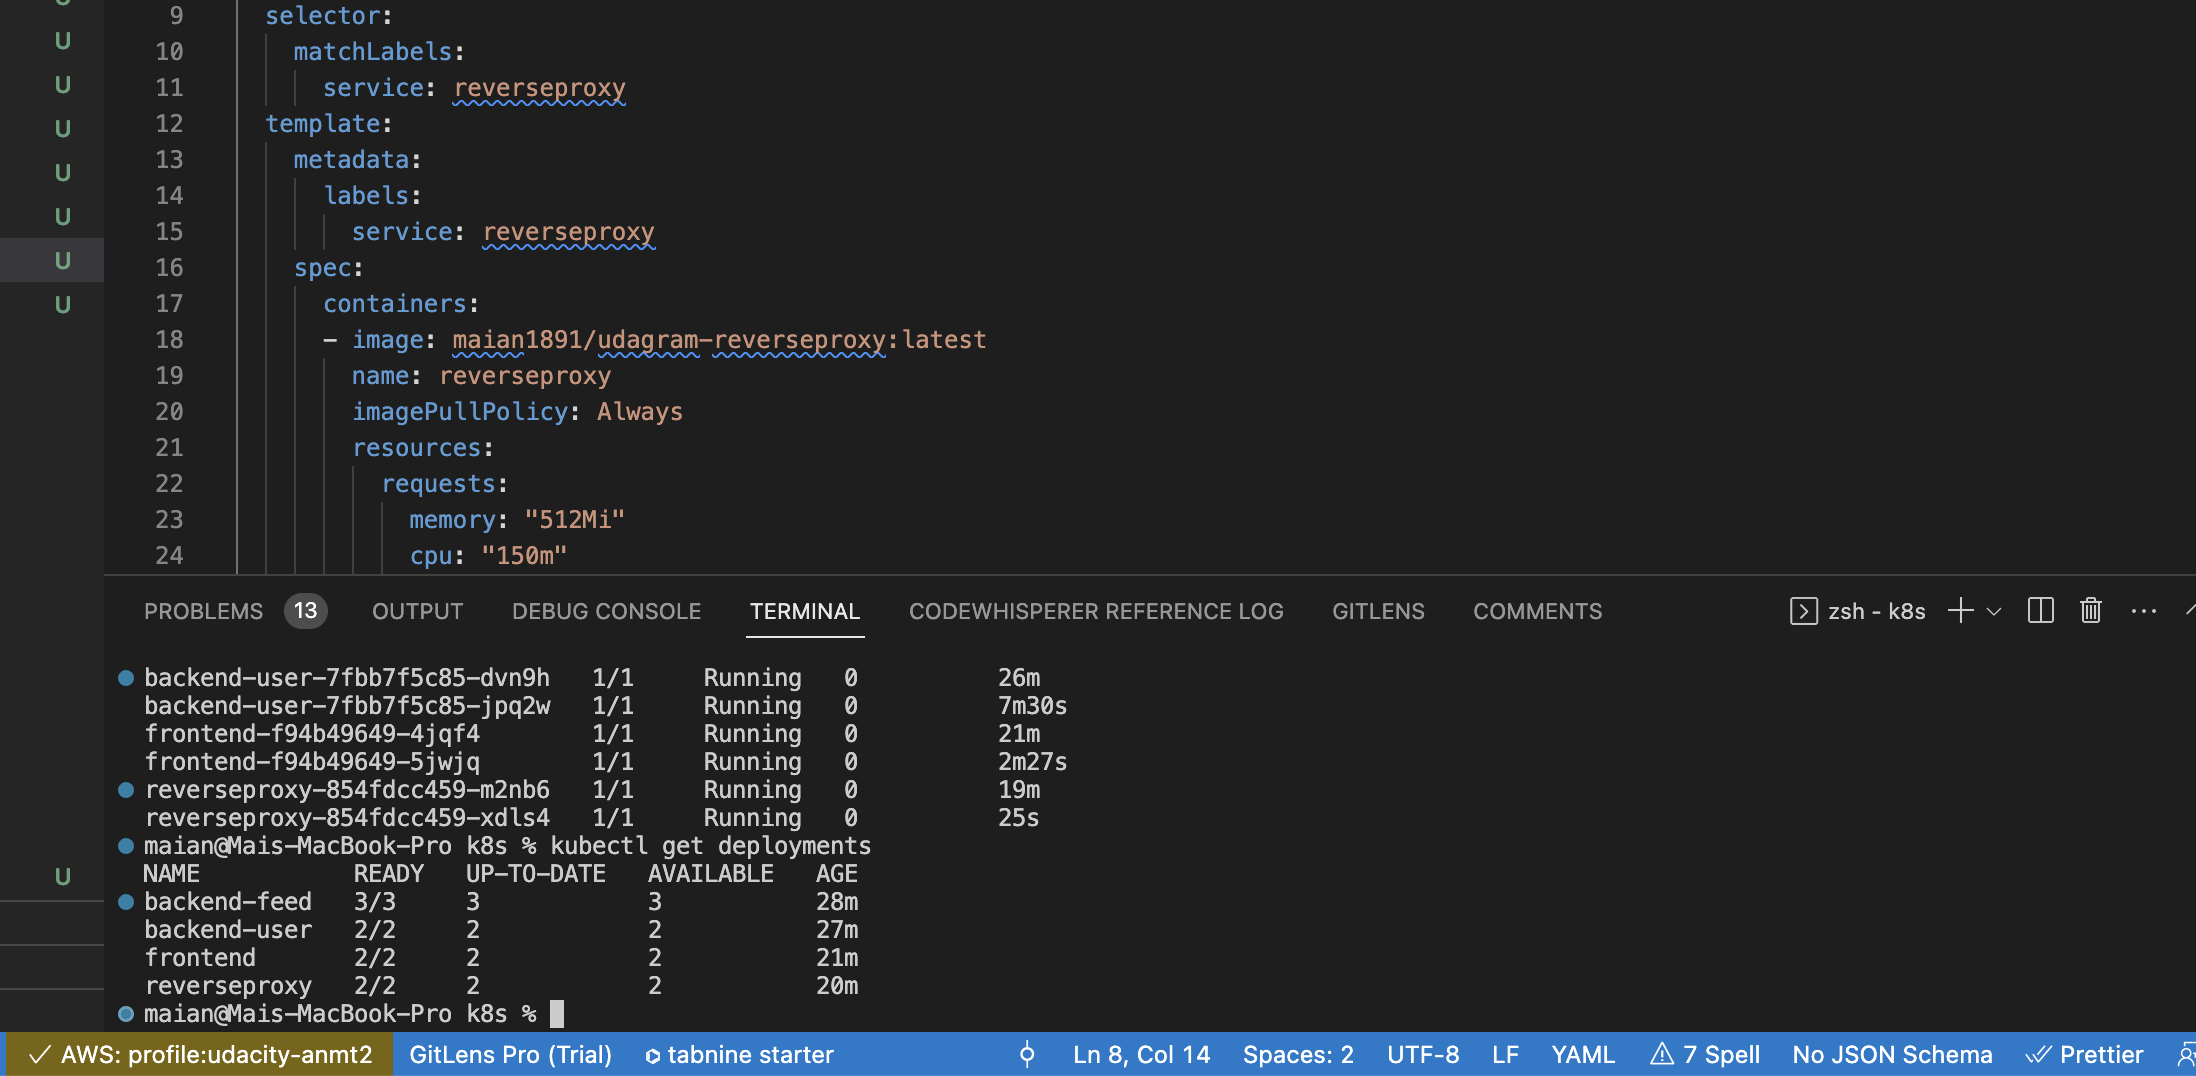 U
U
U
U
U
U
U
U
9 selector:
10 matchLabels:
11 service: reverseproxy
12 template:
13 metadata:
14 labels:
15 service: reverseproxy
16 spec:
17 containers:
18 - image: maian1891/udagram-reverseproxy:latest
19 name: reverseproxy
20 imagePullPolicy: Always
21 resources:
22 requests:
23 memory: "512Mi"
24 cpu: "150m"
PROBLEMS 13 OUTPUT DEBUG CONSOLE TERMINAL CODEWHISPERER REFERENCE LOG GITLENS COMMENTS zsh - k8s
backend-user-7fbb7f5c85-dvn9h 1/1 Running 0 26m
backend-user-7fbb7f5c85-jpq2w 1/1 Running 0 7m30s
frontend-f94b49649-4jqf4 1/1 Running 0 21m
frontend-f94b49649-5jwjq 1/1 Running 0 2m27s
reverseproxy-854fdcc459-m2nb6 1/1 Running 0 19m
reverseproxy-854fdcc459-xdls4 1/1 Running 0 25s
maian@Mais-MacBook-Pro k8s % kubectl get deployments
NAME READY UP-TO-DATE AVAILABLE AGE
backend-feed 3/3 3 3 28m
backend-user 2/2 2 2 27m
frontend 2/2 2 2 21m
reverseproxy 2/2 2 2 20m
maian@Mais-MacBook-Pro k8s %
AWS: profile:udacity-anmt2 GitLens Pro (Trial) tabnine starter Ln 8, Col 14 Spaces: 2 UTF-8 LF YAML 7 Spell No JSON Schema Prettier